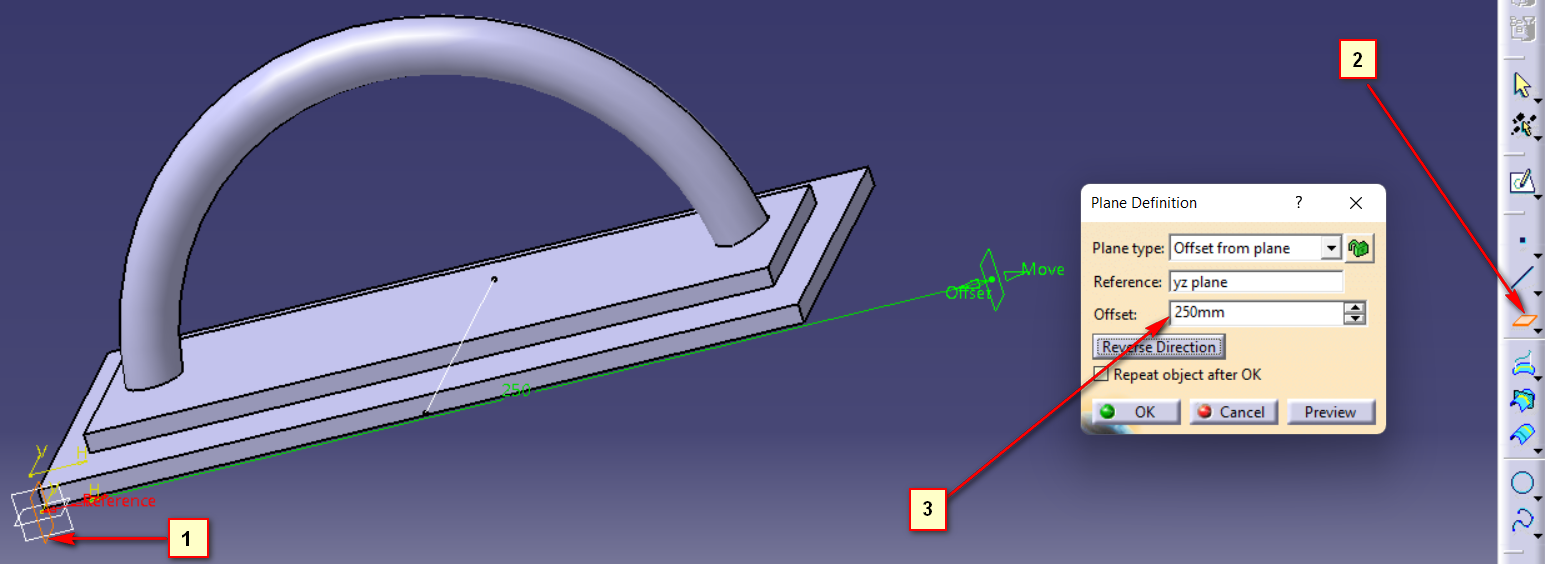 2
Plane Definition ? ×
Plane type: Offset from plane
Reference: yz plane
Offset: 250mm
Reverse Direction
Repeat object after OK
OK Cancel Preview
Move
Offset
250
y
H
y
H
Reference
3
1